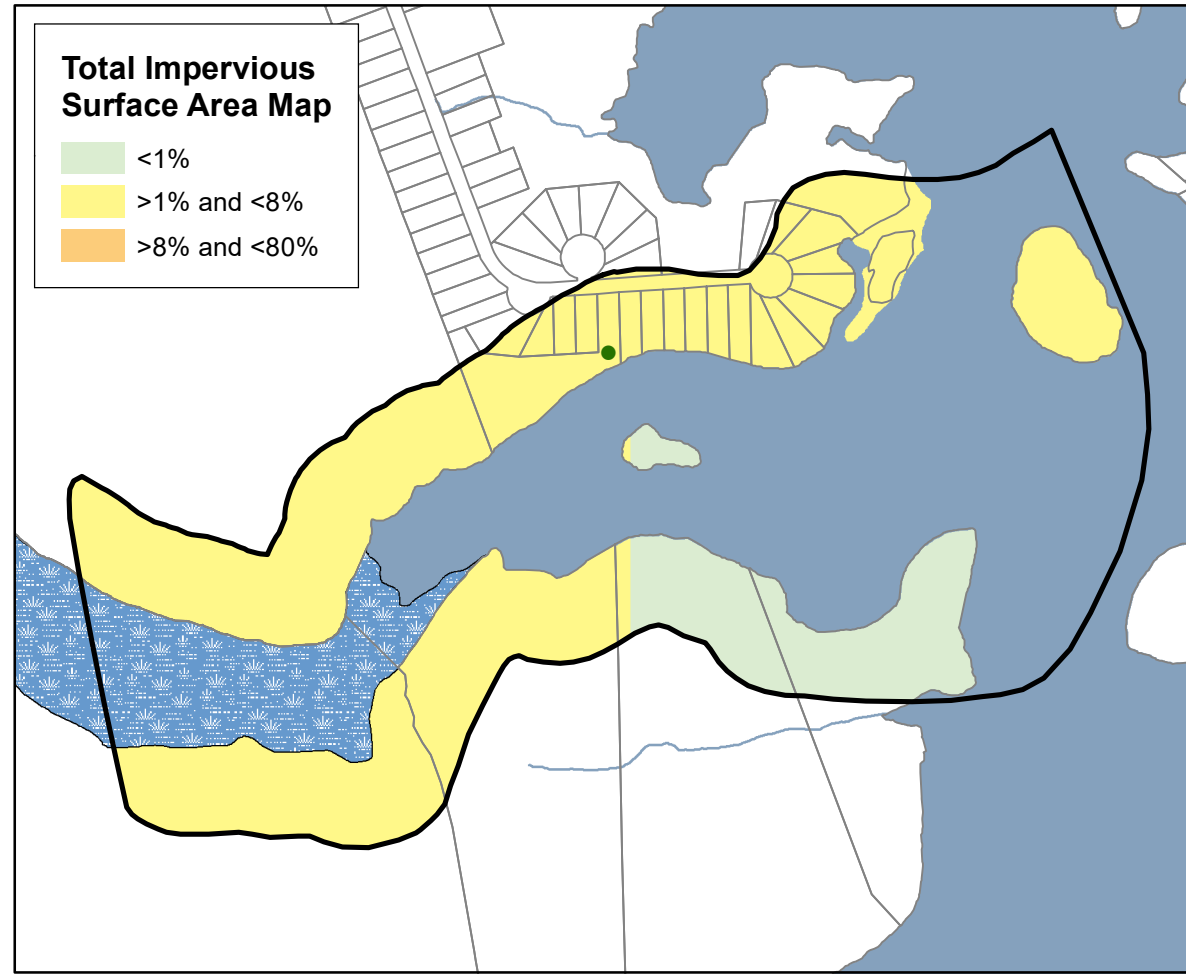 Total Impervious
Surface Area Map
<1%
>1% and <8%
>8% and <80%